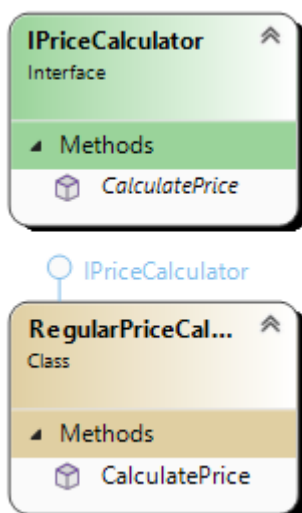 IPriceCalculator
Interface
Methods
CalculatePrice
IPriceCalculator
RegularPriceCal...
Class
Methods
CalculatePrice